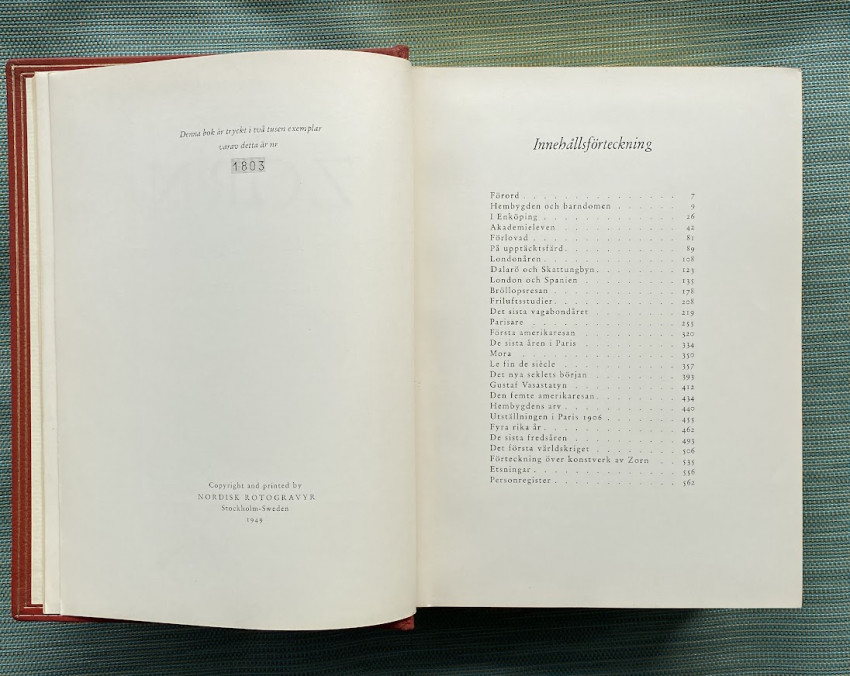 Denna bok är tryckt i två tusen exemplar
varav detta är nr
1803
Copyright and printed by
NORDISK ROTOGRAVYR
Stockholm-Sweden
1949
Innehållsförteckning
Förord . . . . . . . . . . . . . . 7
Hembygden och barndomen . . . . . . 9
I Enköping . . . . . . . . . . . . . 26
Akademieleven . . . . . . . . . . . 42
Förlovad . . . . . . . . . . . . . . 81
På upptäcktsfärd . . . . . . . . . . 89
Londonåren . . . . . . . . . . . . . 108
Dalarö och Skattungbyn . . . . . . . 123
London och Spanien . . . . . . . . . 135
Bröllopsresan . . . . . . . . . . . . 178
Friluftsstudier . . . . . . . . . . . 208
Det sista vagabondåret . . . . . . . 219
Parisare . . . . . . . . . . . . . . 255
Första amerikaresan . . . . . . . . . 320
De sista åren i Paris . . . . . . . . 334
Mora . . . . . . . . . . . . . . . 350
Le fin de siècle . . . . . . . . . . 357
Det nya seklets början . . . . . . . 393
Gustaf Vasastatyn . . . . . . . . . . 412
Den femte amerikaresan . . . . . . . 434
Hembygdens arv . . . . . . . . . . . 440
Utställningen i Paris 1906 . . . . . . 455
Fyra rika år . . . . . . . . . . . . 462
De sista fredsåren . . . . . . . . . 493
Det första världskriget . . . . . . . 506
Förteckning över konstverk av Zorn . . 535
Etsningar . . . . . . . . . . . . . . 556
Personregister . . . . . . . . . . . 562